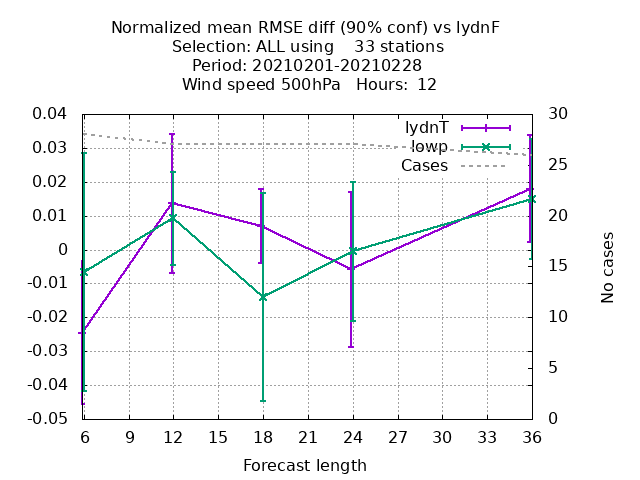 Normalized mean RMSE diff (90% conf) vs lydnF
Selection: ALL using    33 stations
Period: 20210201-20210228
Wind speed 500hPa   Hours:  12
0.04
0.03
0.02
0.01
0
-0.01
-0.02
-0.03
-0.04
-0.05
30
25
20
15
10
5
0
lydnT
lowp
Cases
No cases
6 9 12 15 18 21 24 27 30 33 36
Forecast length